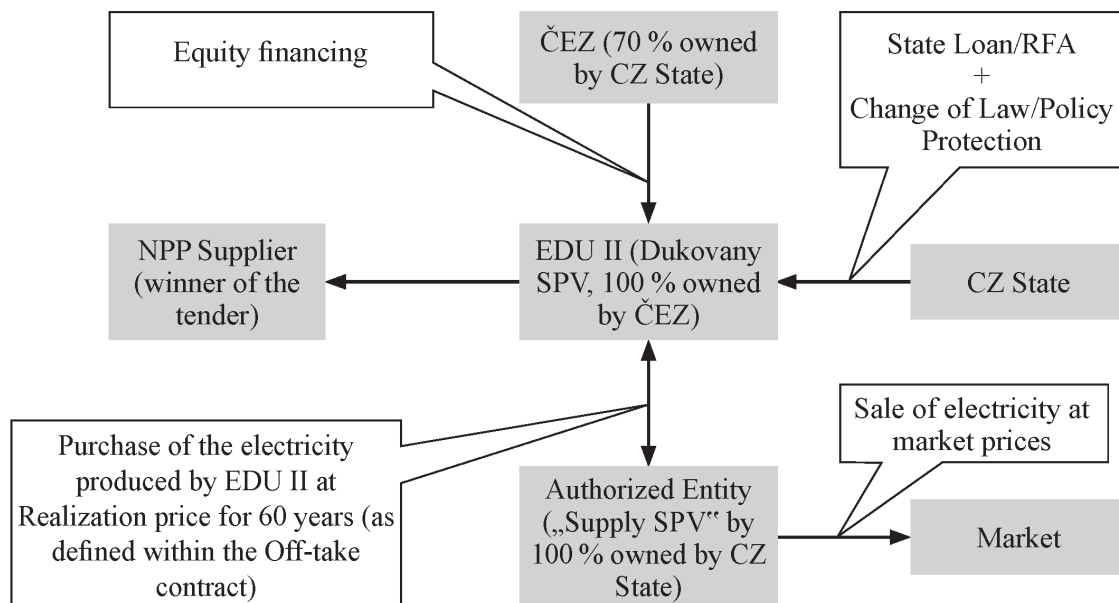 Equity financing
ČEZ (70 % owned
by CZ State)
State Loan/RFA
+
Change of Law/Policy
Protection
NPP Supplier
(winner of the
tender)
EDU II (Dukovany
SPV, 100 % owned
by ČEZ)
CZ State
Purchase of the electricity
produced by EDU II at
Realization price for 60 years (as
defined within the Off-take
contract)
Authorized Entity
(„Supply SPV‟ by
100 % owned by CZ
State)
Sale of electricity at
market prices
Market